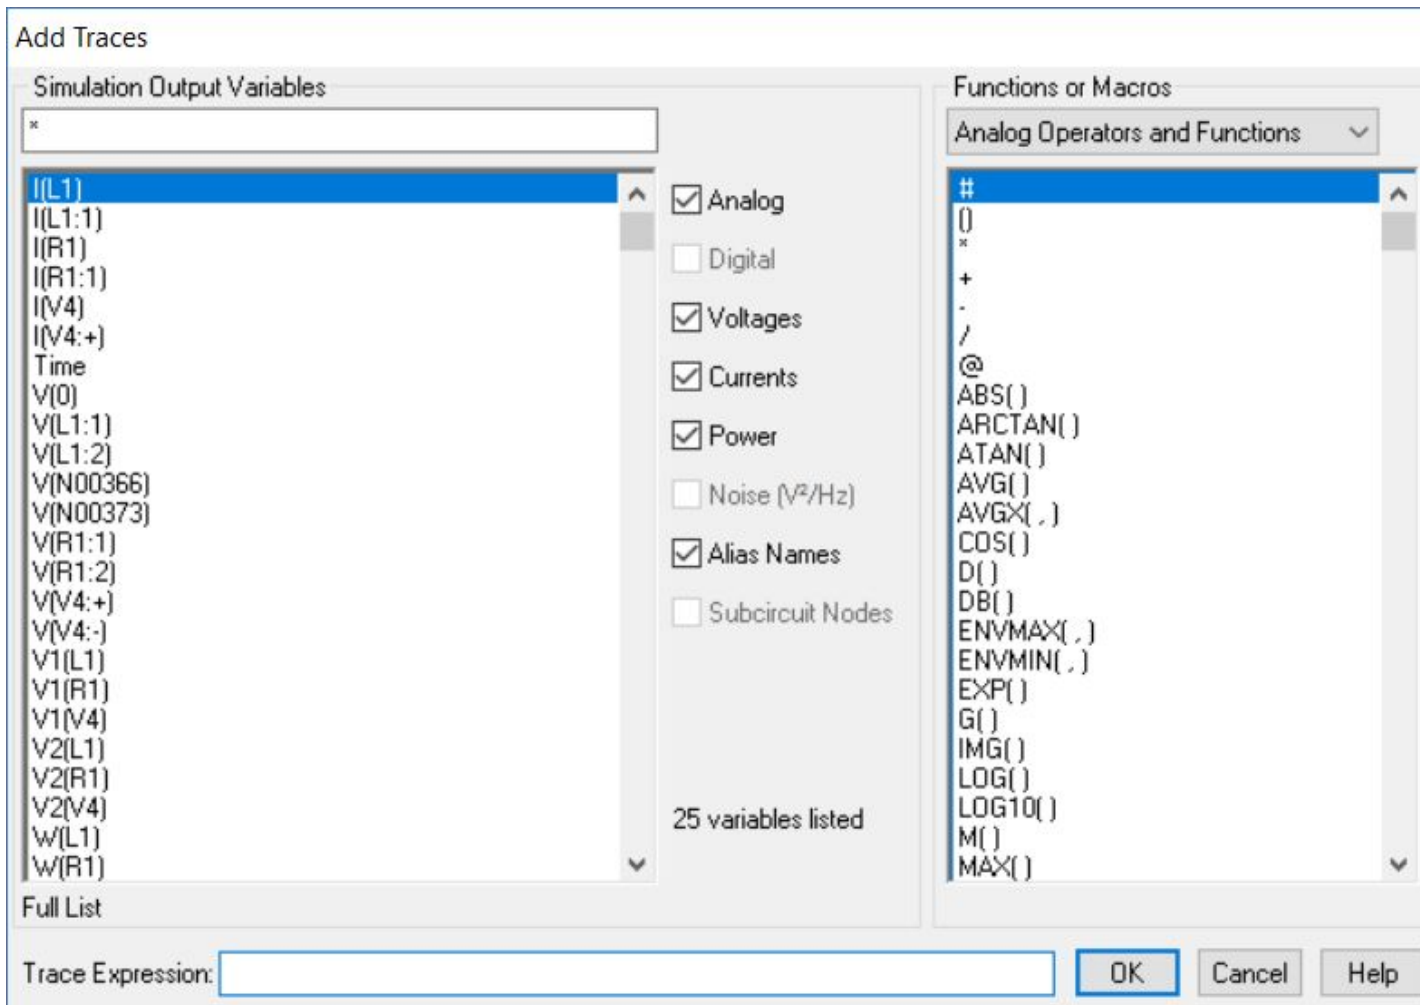 Add Traces
Simulation Output Variables
*
I(L1)
I(L1:1)
I(R1)
I(R1:1)
I(V4)
I(V4:+)
Time
V(0)
V(L1:1)
V(L1:2)
V(N00366)
V(N00373)
V(R1:1)
V(R1:2)
V(V4:+)
V(V4:-)
V1(L1)
V1(R1)
V1(V4)
V2(L1)
V2(R1)
V2(V4)
W(L1)
W(R1)
Full List
Analog
Digital
Voltages
Currents
Power
Noise (V²/Hz)
Alias Names
Subcircuit Nodes
25 variables listed
Functions or Macros
Analog Operators and Functions
#
()
*
+
-
/
@
ABS( )
ARCTAN( )
ATAN( )
AVG( )
AVGX( , )
COS( )
D( )
DB( )
ENVMAX( , )
ENVMIN( , )
EXP( )
G( )
IMG( )
LOG( )
LOG10( )
M( )
MAX( )
Trace Expression:
OK
Cancel
Help